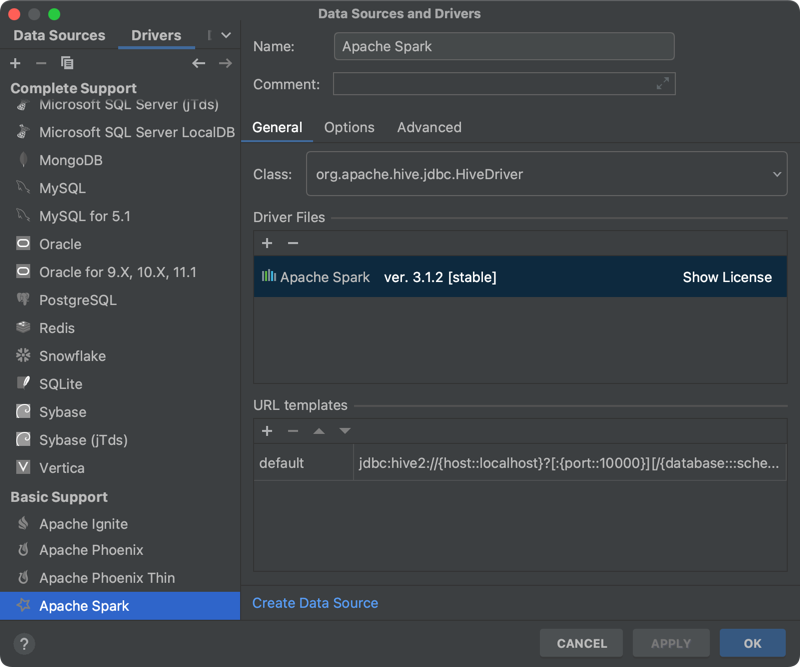 Data Sources and Drivers
Data Sources
Drivers
Complete Support
Microsoft SQL Server (jTds)
Microsoft SQL Server LocalDB
MongoDB
MySQL
MySQL for 5.1
Oracle
Oracle for 9.X, 10.X, 11.1
PostgreSQL
Redis
Snowflake
SQLite
Sybase
Sybase (jTds)
Vertica
Basic Support
Apache Ignite
Apache Phoenix
Apache Phoenix Thin
Apache Spark
?
Name: Apache Spark
Comment:
General Options Advanced
Class: org.apache.hive.jdbc.HiveDriver
Driver Files
Apache Spark ver. 3.1.2 [stable] Show License
URL templates
default jdbc:hive2://{host::localhost}?[:{port::10000}][/{database:::sche...
Create Data Source
CANCEL APPLY OK